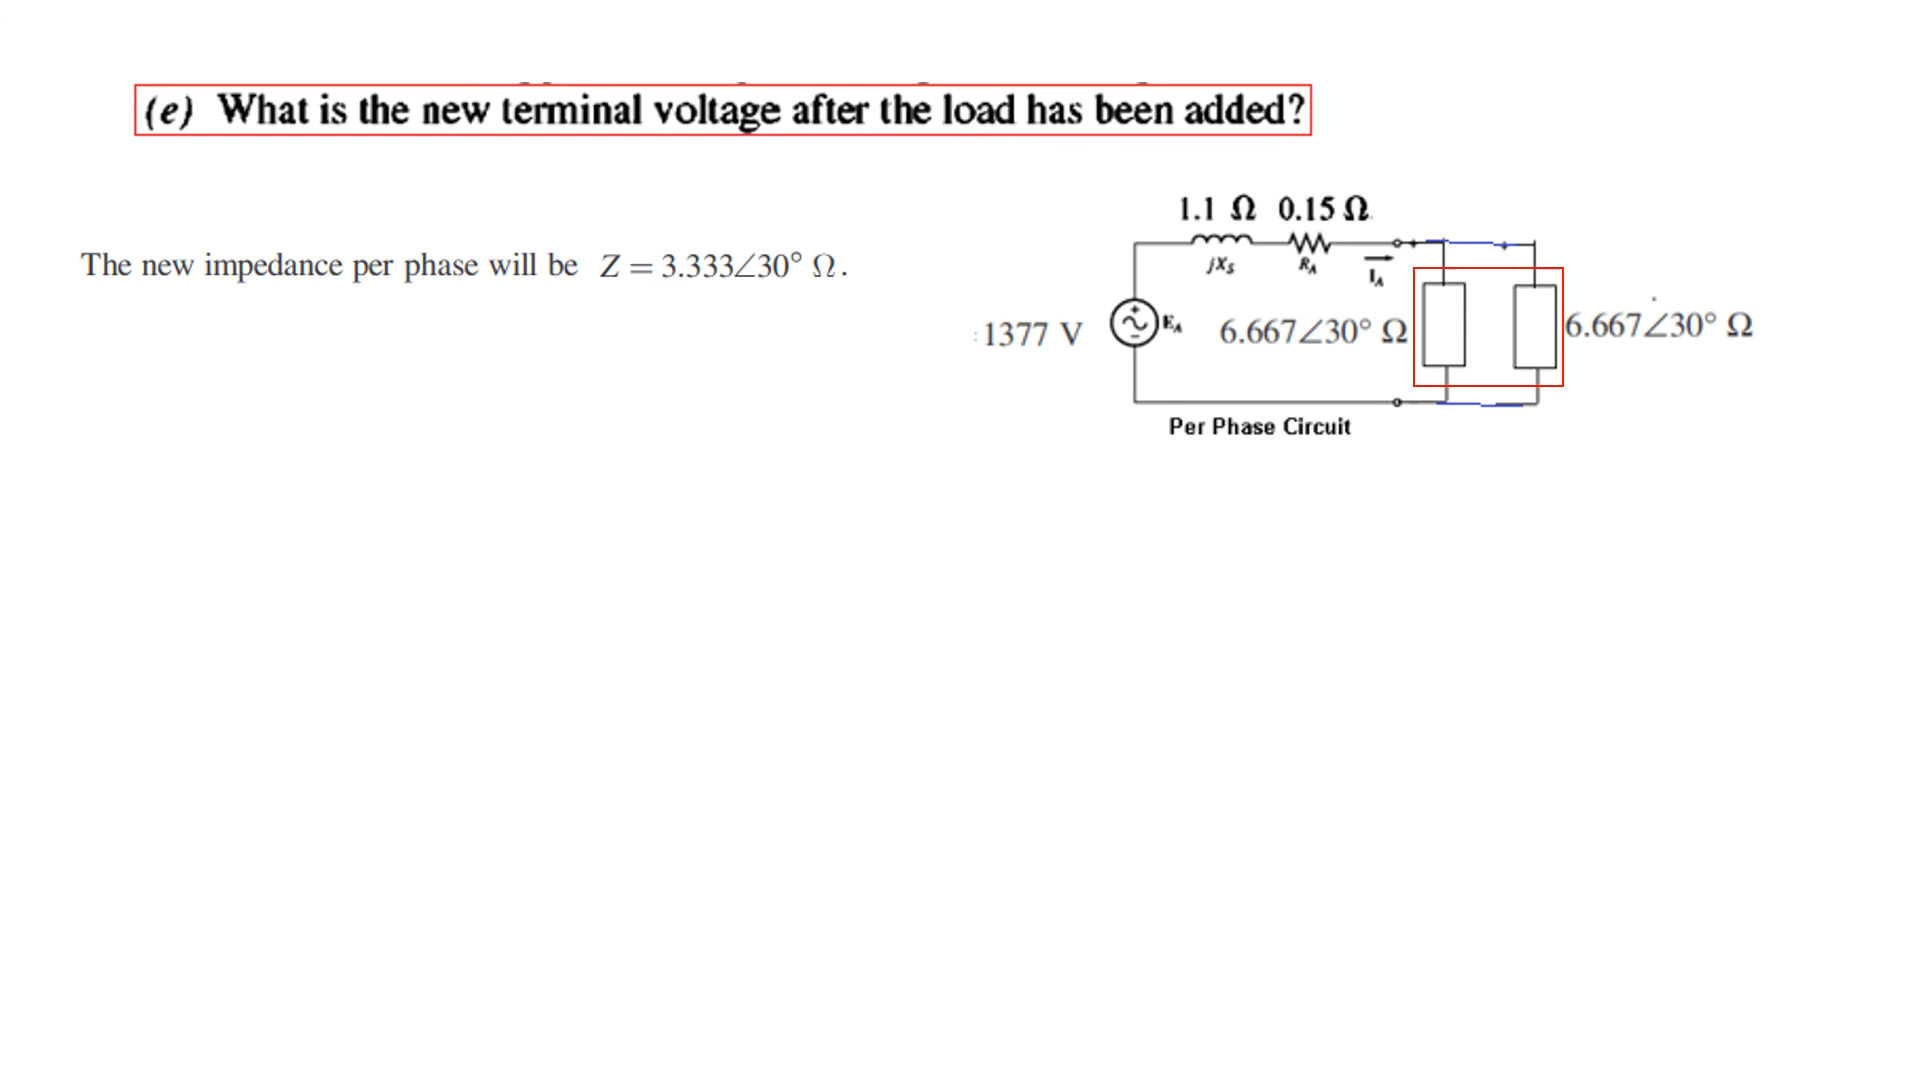 (e) What is the new terminal voltage after the load has been added?
1.1 Ω 0.15 Ω
The new impedance per phase will be Z = 3.333∠30° Ω.
jXS RA IA
: 1377 V EA 6.667∠30° Ω 6.667∠30° Ω
Per Phase Circuit